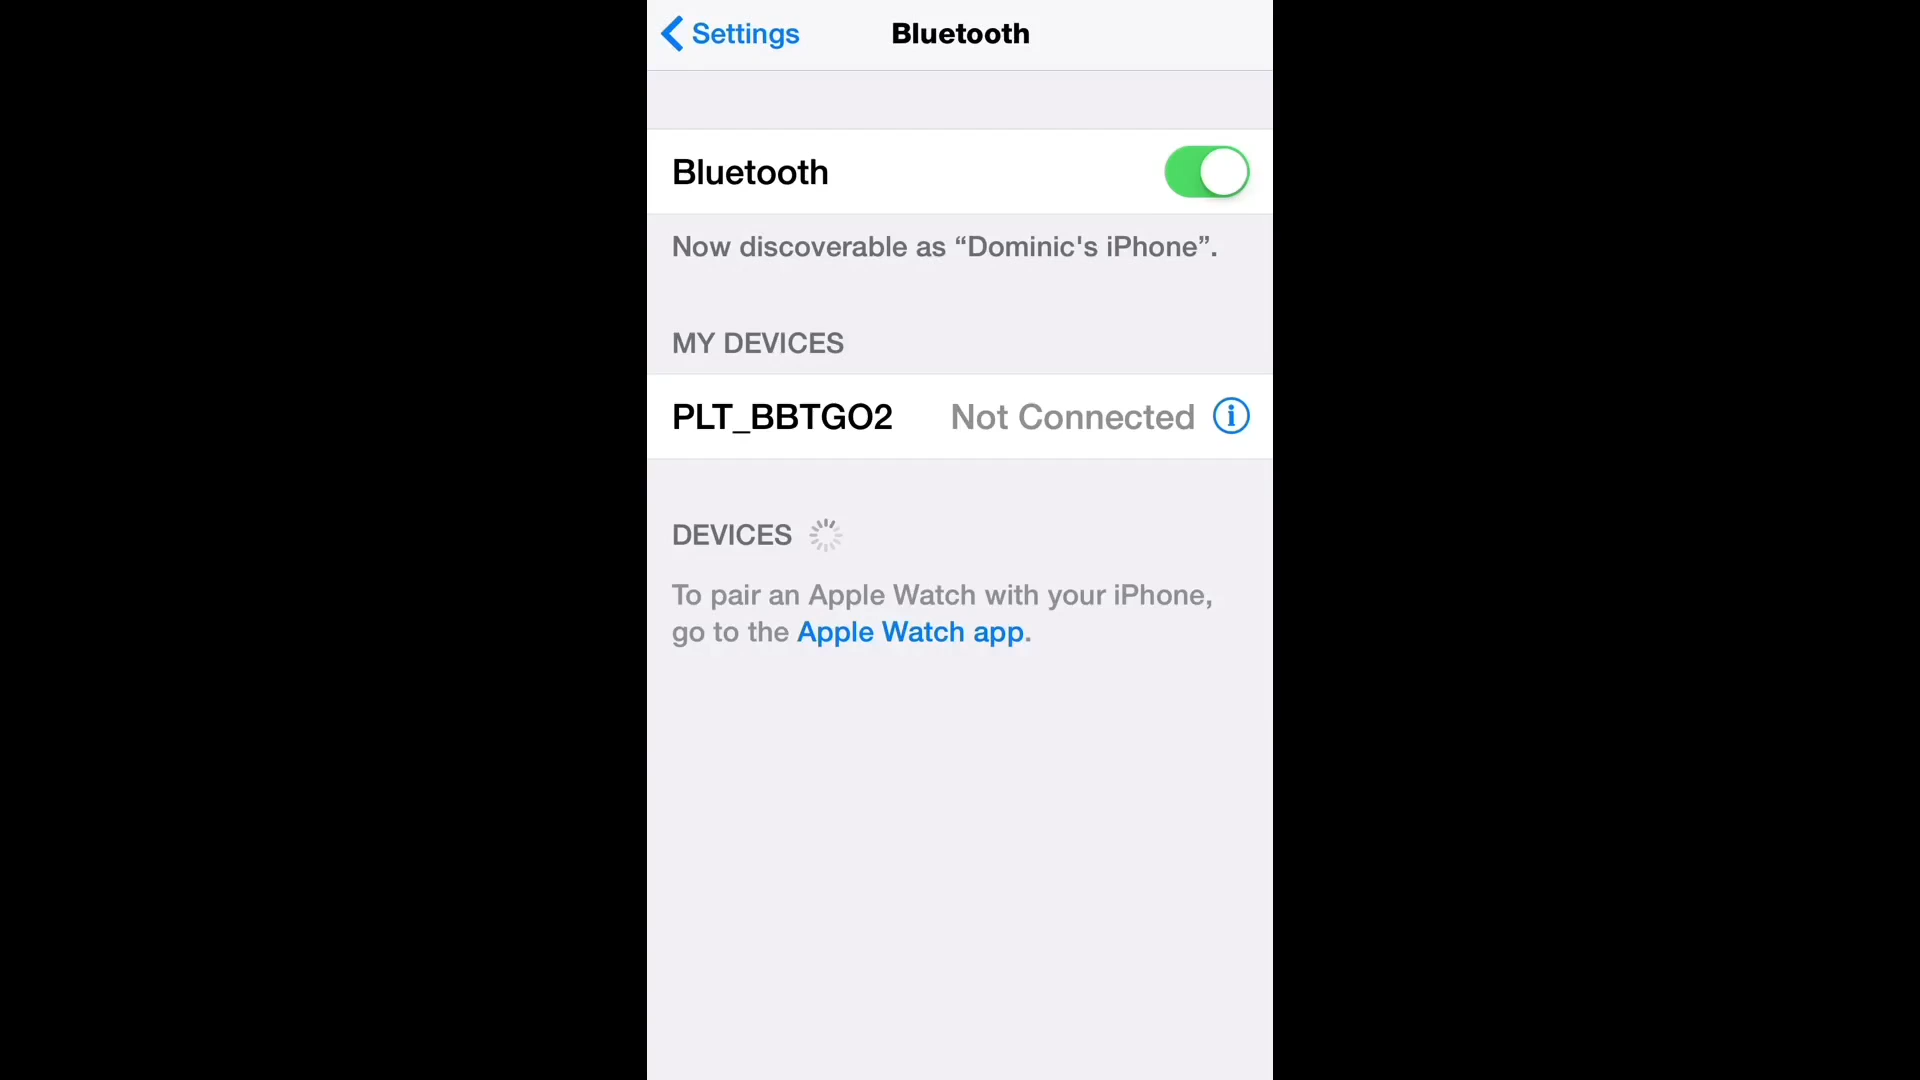 Settings
Bluetooth
Bluetooth
Now discoverable as “Dominic's iPhone”.
MY DEVICES
PLT_BBTGO2 Not Connected
DEVICES
To pair an Apple Watch with your iPhone,
go to the Apple Watch app.